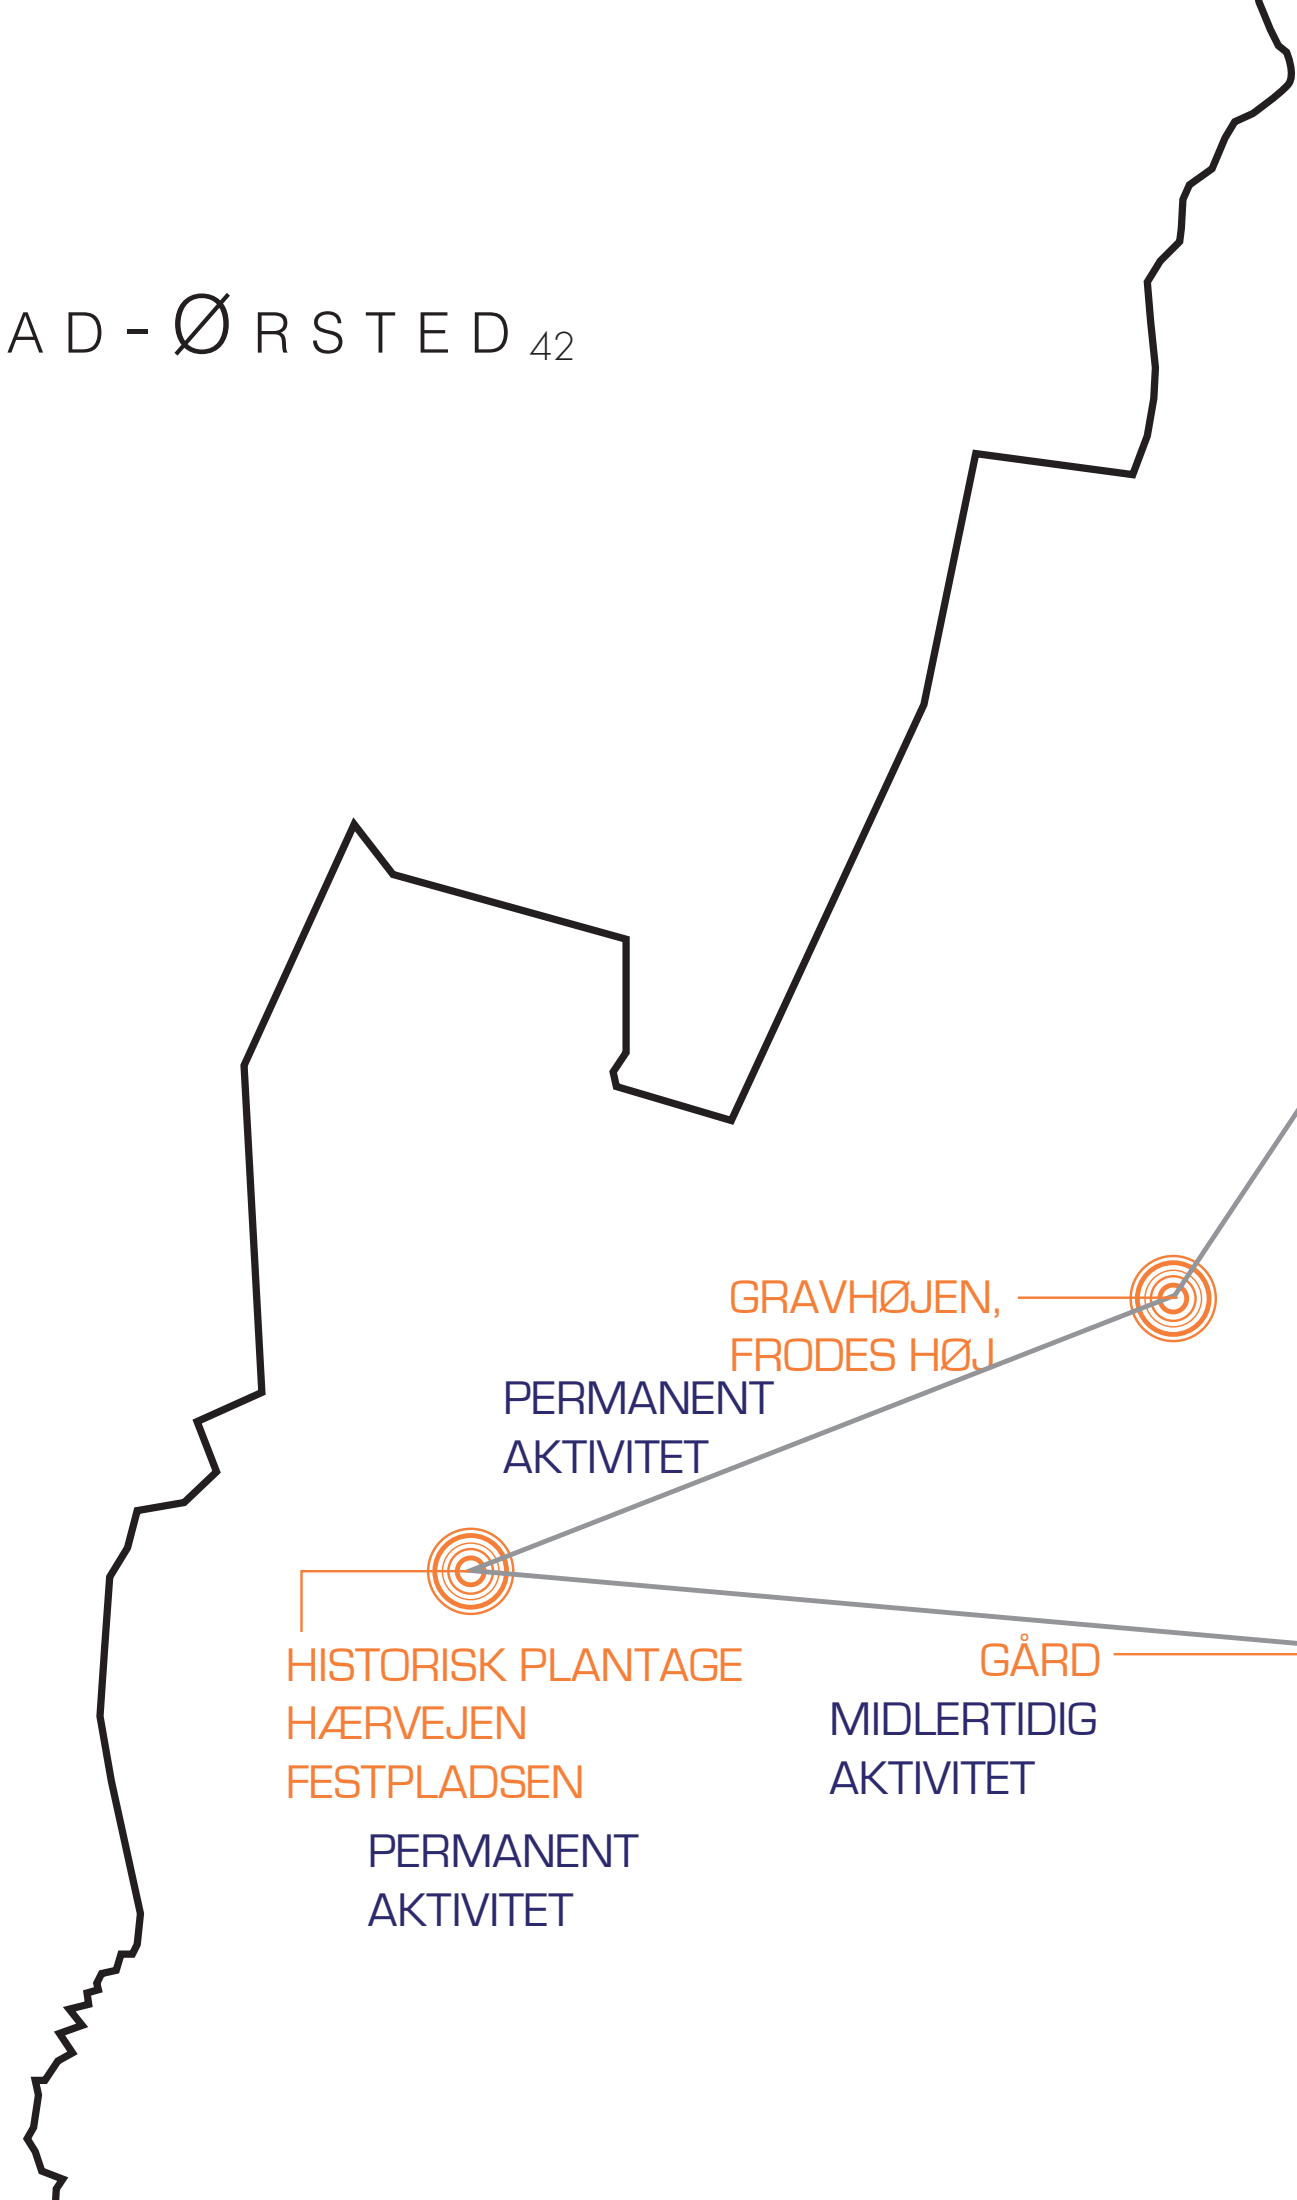 AD-ØRSTED 42
GRAVHØJEN,
FRODES HØJ
PERMANENT
AKTIVITET
HISTORISK PLANTAGE
HÆRVEJEN
FESTPLADSEN
PERMANENT
AKTIVITET
GÅRD
MIDLERTIDIG
AKTIVITET